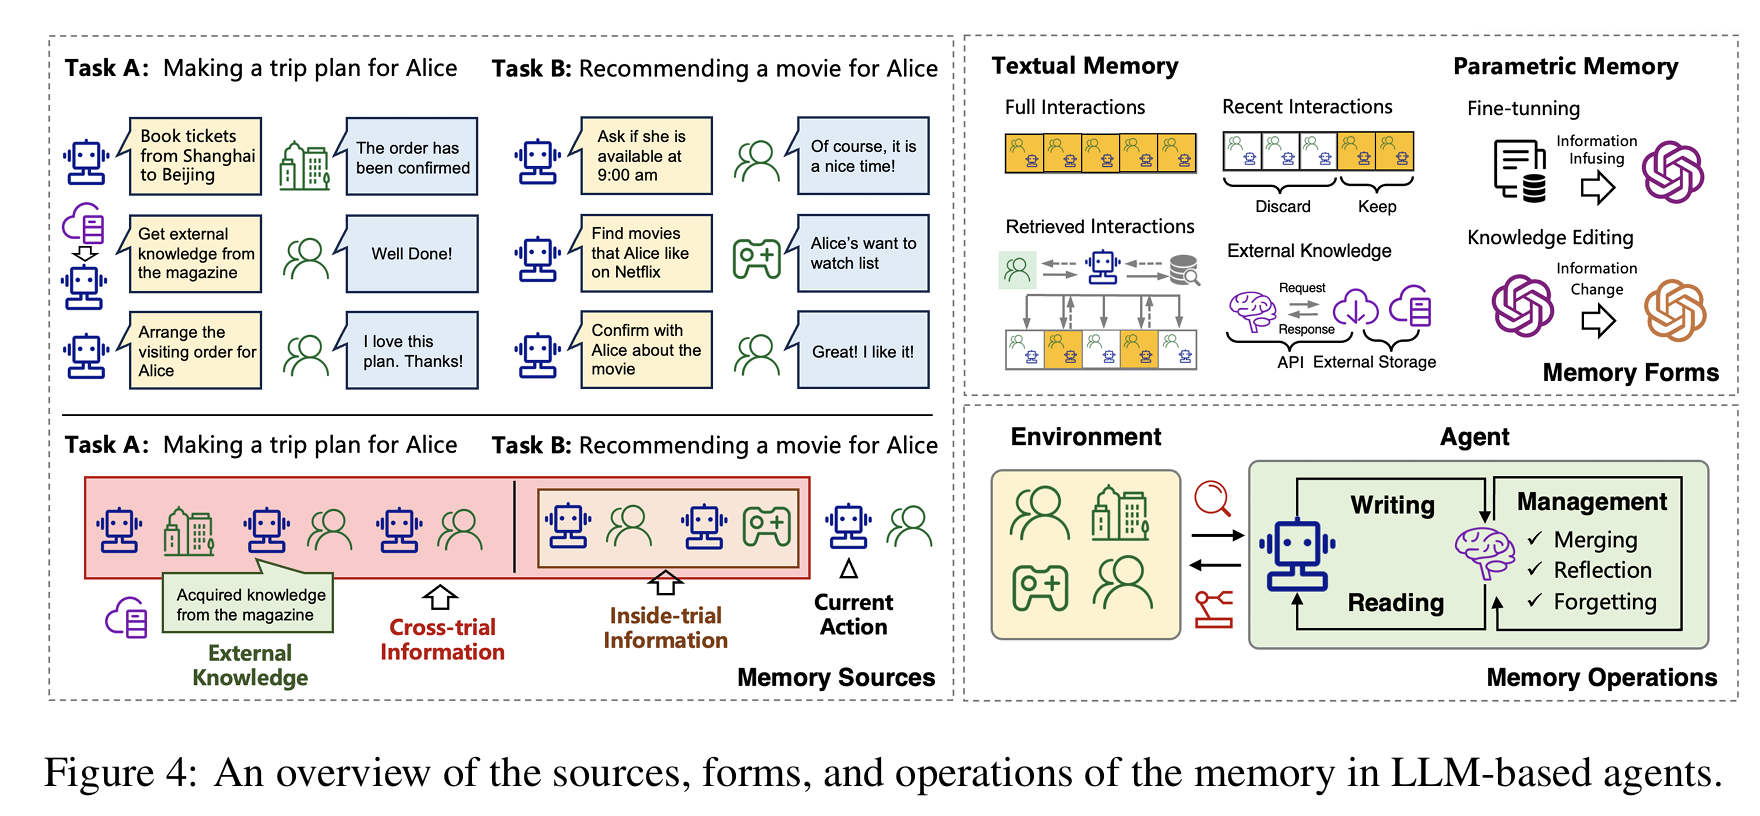 Task A: Making a trip plan for Alice
Task B: Recommending a movie for Alice
Book tickets
from Shanghai
to Beijing
The order has
been confirmed
Ask if she is
available at
9:00 am
Of course, it is
a nice time!
Get external
knowledge from
the magazine
Well Done!
Find movies
that Alice like
on Netflix
Alice's want to
watch list
Arrange the
visiting order for
Alice
I love this
plan. Thanks!
Confirm with
Alice about the
movie
Great! I like it!
Task A: Making a trip plan for Alice
Task B: Recommending a movie for Alice
Acquired knowledge
from the magazine
External
Knowledge
Cross-trial
Information
Inside-trial
Information
Current
Action
Memory Sources
Textual Memory
Full Interactions
Recent Interactions
Discard
Keep
Retrieved Interactions
External Knowledge
Request
Response
API
External Storage
Parametric Memory
Fine-tunning
Information
Infusing
Knowledge Editing
Information
Change
Memory Forms
Environment
Agent
Writing
Reading
Management
✓ Merging
✓ Reflection
✓ Forgetting
Memory Operations
Figure 4: An overview of the sources, forms, and operations of the memory in LLM-based agents.